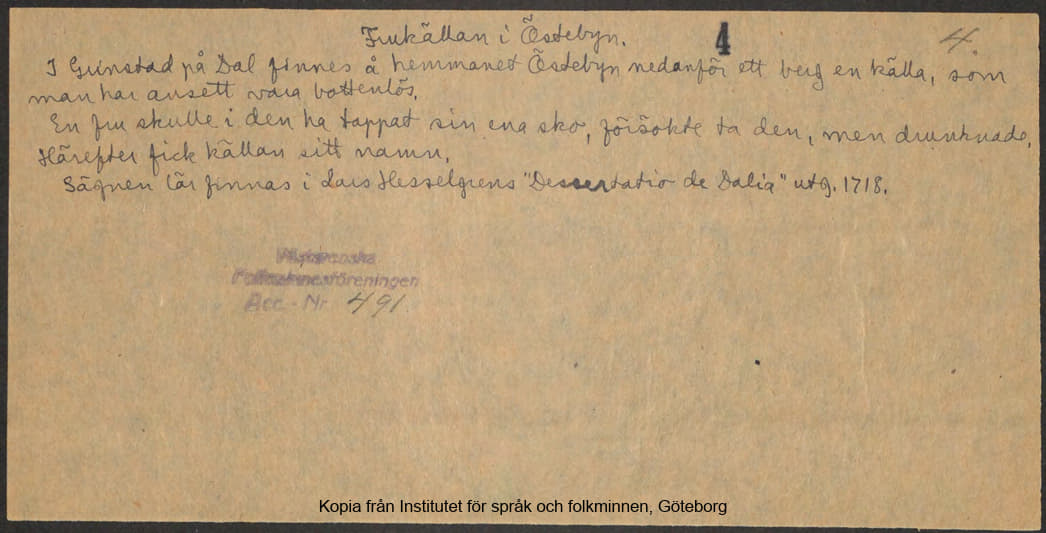 Frukällan i Östebyn. 4 4.
I Grinstad på Dal finnes å hemmanet Östebyn nedanför ett berg en källa, som
man har ansett vara bottenlös.
En fru skulle i den ha tappat sin ena sko, försökte ta den, men drunknade.
Härefter fick källan sitt namn.
Sägnen lär finnas i Lars Hesselgrens "Dessertatio de Dalia" utg. 1718.
Västsvenska
Folkminnesföreningen
Acc. - Nr 491
Kopia från Institutet för språk och folkminnen, Göteborg